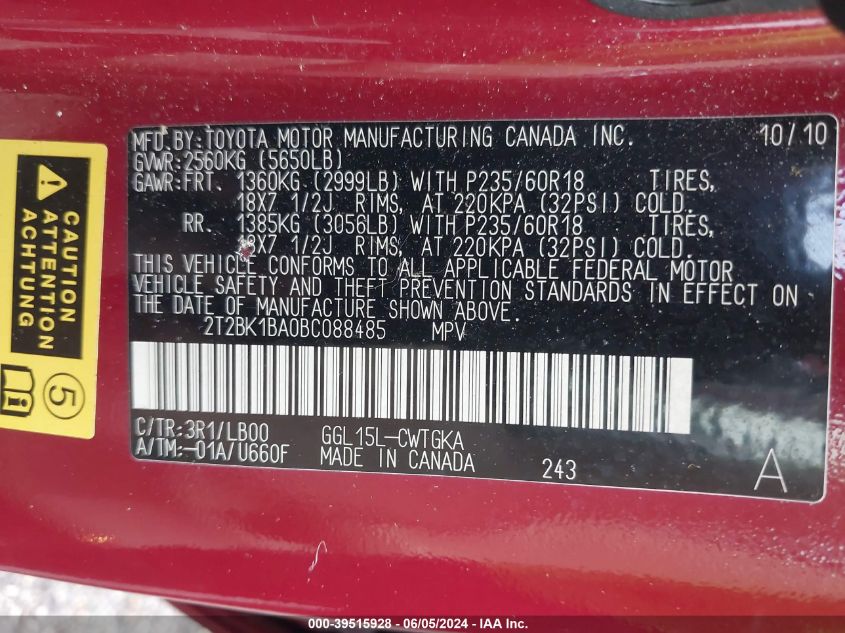 MFD.BY:TOYOTA MOTOR MANUFACTURING CANADA INC. 10/10
GVWR:2560KG (5650LB)
GAWR:FRT. 1360KG (2999LB) WITH P235/60R18 TIRES,
18X7 1/2J RIMS, AT 220KPA (32PSI) COLD.
RR. 1385KG (3056LB) WITH P235/60R18 TIRES,
18X7 1/2J RIMS, AT 220KPA (32PSI) COLD.
THIS VEHICLE CONFORMS TO ALL APPLICABLE FEDERAL MOTOR
VEHICLE SAFETY AND THEFT PREVENTION STANDARDS IN EFFECT ON
THE DATE OF MANUFACTURE SHOWN ABOVE.
2T2BK1BA0BC088485 MPV
C/TR:3R1/LB00 GGL15L-CWTGKA
A/TM:-01A/U660F MADE IN CANADA 243 A
CAUTION
ATTENTION
ACHTUNG
5
000-39515928 - 06/05/2024 - IAA Inc.